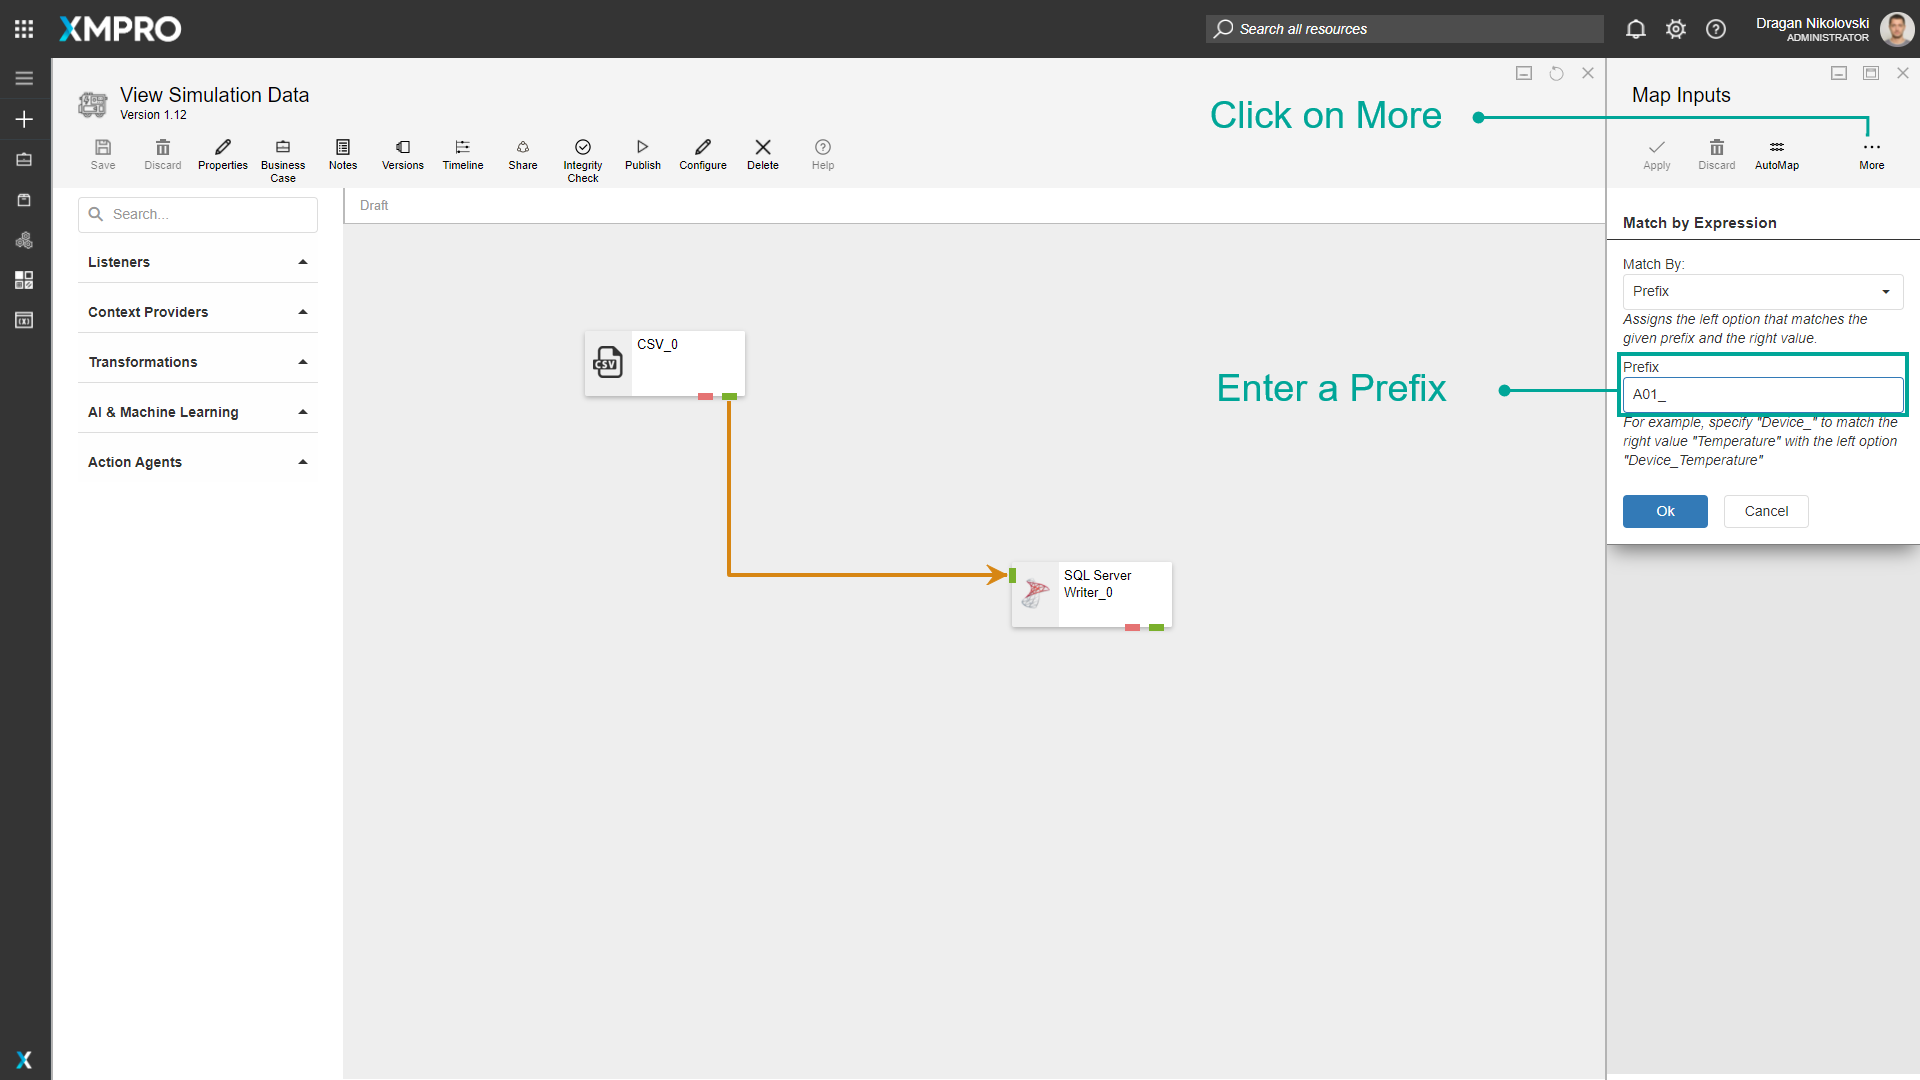 XMPRO
Search all resources
Dragan Nikolovski
ADMINISTRATOR
View Simulation Data
Version 1.12
Save
Discard
Properties
Business
Case
Notes
Versions
Timeline
Share
Integrity
Check
Publish
Configure
Delete
Help
Click on More
Map Inputs
Apply
Discard
AutoMap
More
Search...
Listeners
Context Providers
Transformations
AI & Machine Learning
Action Agents
Draft
CSV_0
CSV
SQL Server
Writer_0
Enter a Prefix
Match by Expression
Match By:
Prefix
Assigns the left option that matches the
given prefix and the right value.
Prefix
A01_
For example, specify "Device_" to match the
right value "Temperature" with the left option
"Device_Temperature"
Ok
Cancel